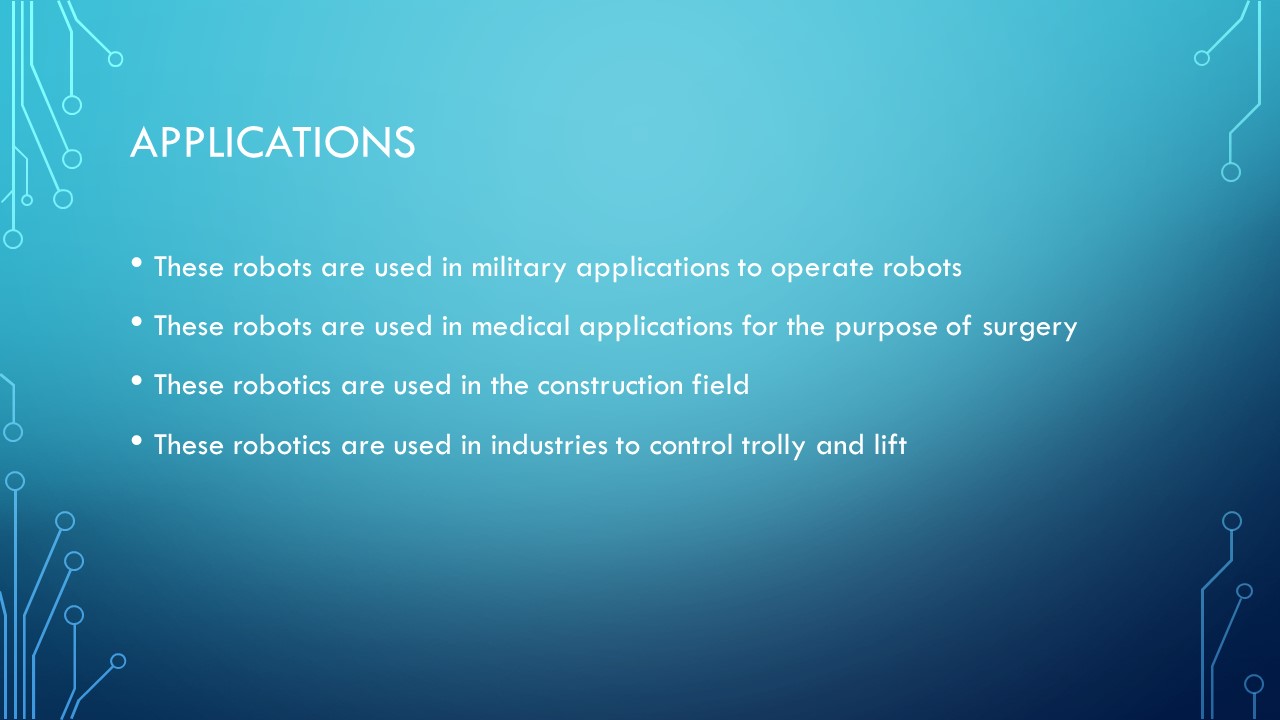 APPLICATIONS
• These robots are used in military applications to operate robots
• These robots are used in medical applications for the purpose of surgery
• These robotics are used in the construction field
• These robotics are used in industries to control trolly and lift